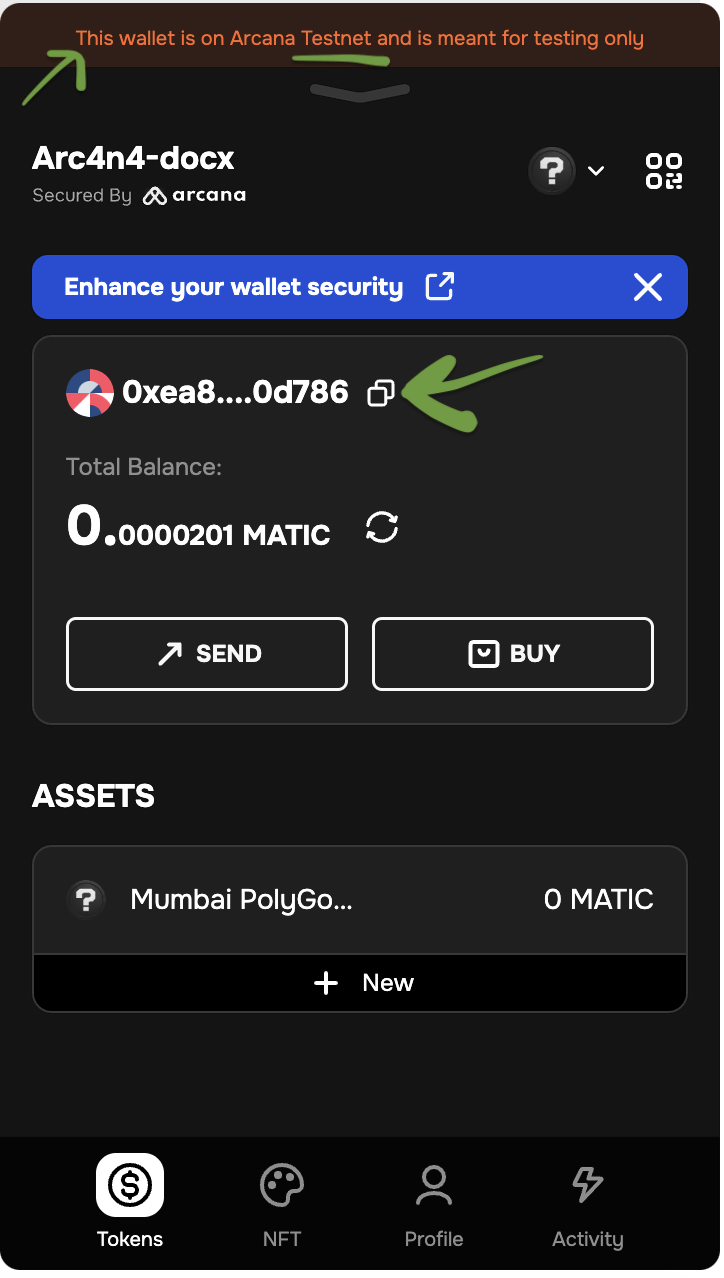 This wallet is on Arcana Testnet and is meant for testing only
Arc4n4-docx
Secured By arcana
Enhance your wallet security
0xea8....0d786
Total Balance:
0.0000201 MATIC
SEND
BUY
ASSETS
Mumbai PolyGo... 0 MATIC
+ New
Tokens NFT Profile Activity